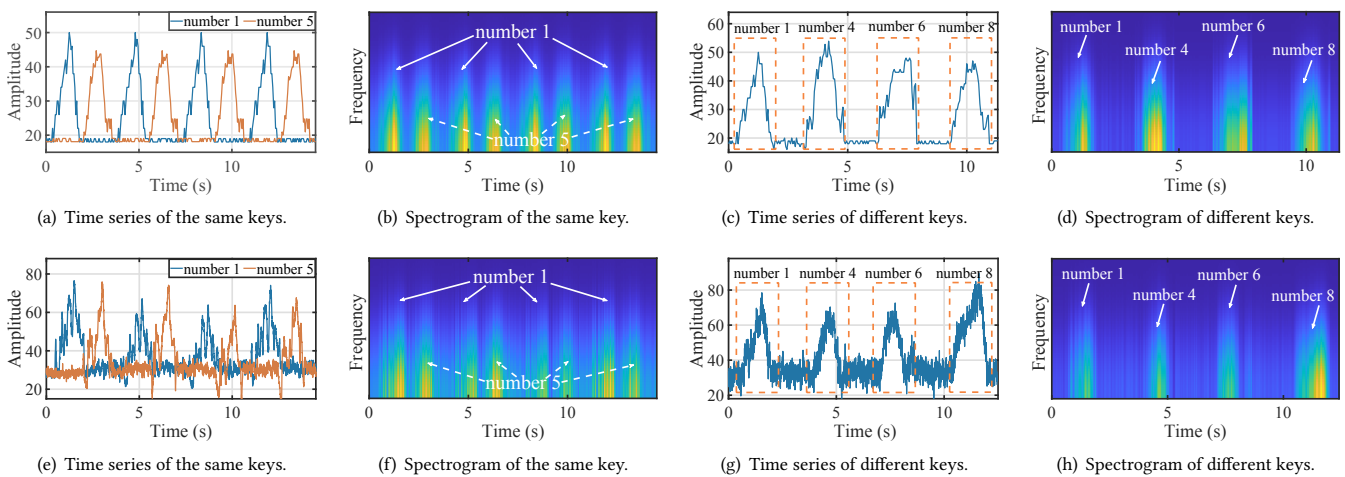 number 1 number 5
50
40
30
20
Amplitude
0 5 10
Time (s)
(a) Time series of the same keys.
number 1
number 5
Frequency
0 5 10
Time (s)
(b) Spectrogram of the same key.
60
50
40
30
20
Amplitude
number 1 number 4 number 6 number 8
0 5 10
Time (s)
(c) Time series of different keys.
number 1
number 6
number 4
number 8
Frequency
0 5 10
Time (s)
(d) Spectrogram of different keys.
number 1 number 5
80
60
40
20
Amplitude
0 5 10
Time (s)
(e) Time series of the same keys.
number 1
number 5
Frequency
0 5 10
Time (s)
(f) Spectrogram of the same key.
number 1 number 4 number 6 number 8
80
60
40
20
Amplitude
0 5 10
Time (s)
(g) Time series of different keys.
number 1
number 6
number 4
number 8
Frequency
0 5 10
Time (s)
(h) Spectrogram of different keys.